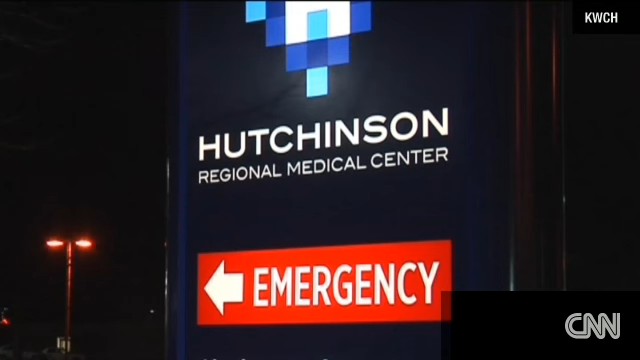 KWCH
HUTCHINSON
REGIONAL MEDICAL CENTER
EMERGENCY
CNN